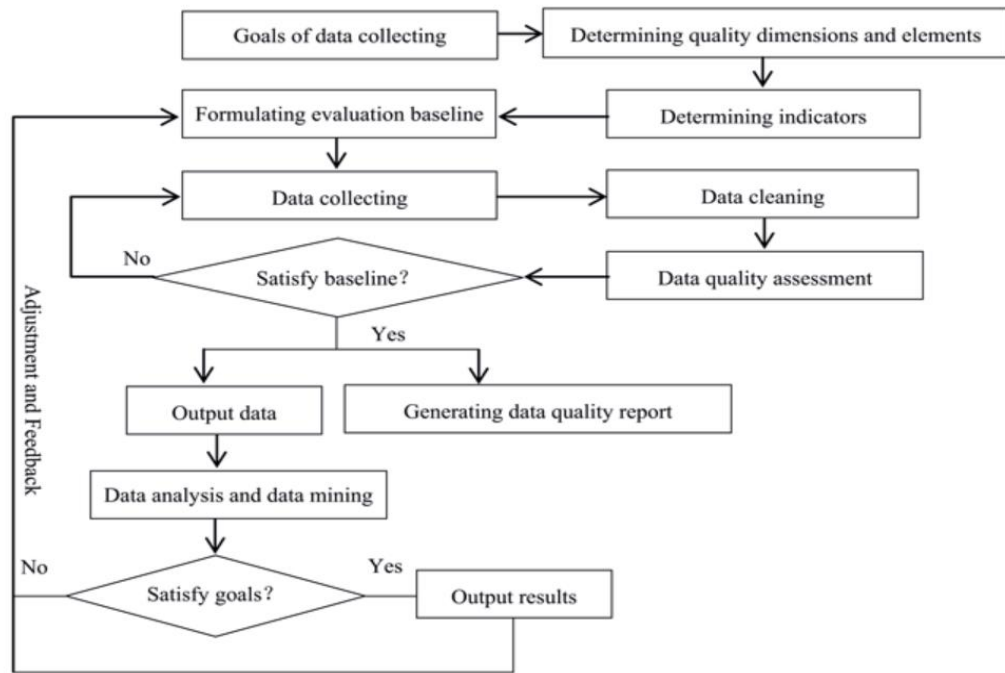 Goals of data collecting
Determining quality dimensions and elements
Formulating evaluation baseline
Determining indicators
Data collecting
Data cleaning
No
Satisfy baseline?
Data quality assessment
Yes
Adjustment and Feedback
Output data
Generating data quality report
Data analysis and data mining
No
Yes
Satisfy goals?
Output results